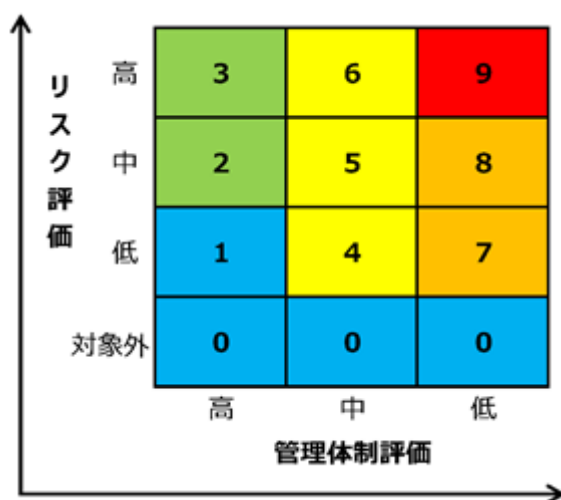 リスク評価
高 3 6 9
中 2 5 8
低 1 4 7
対象外 0 0 0
高 中 低
管理体制評価